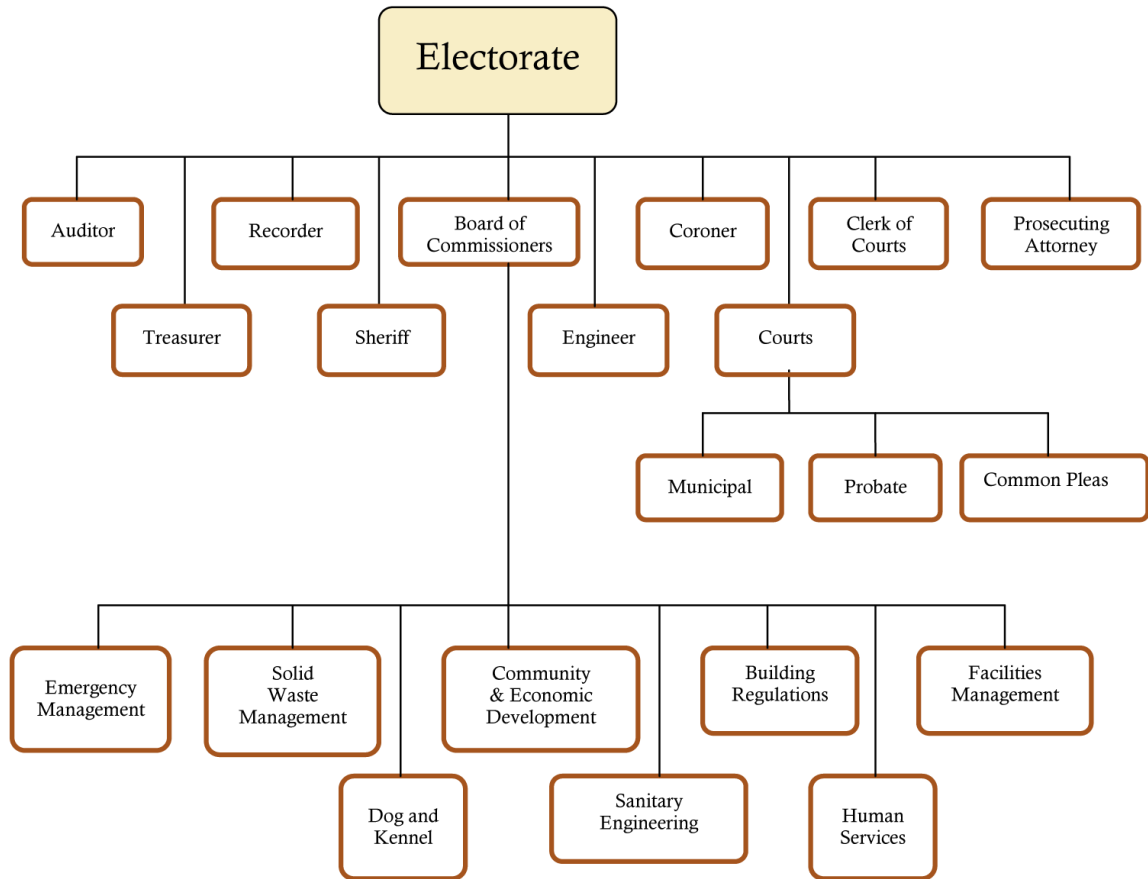 Electorate
Auditor
Recorder
Board of
Commissioners
Coroner
Clerk of
Courts
Prosecuting
Attorney
Treasurer
Sheriff
Engineer
Courts
Municipal
Probate
Common Pleas
Emergency
Management
Solid
Waste
Management
Community
& Economic
Development
Building
Regulations
Facilities
Management
Dog and
Kennel
Sanitary
Engineering
Human
Services